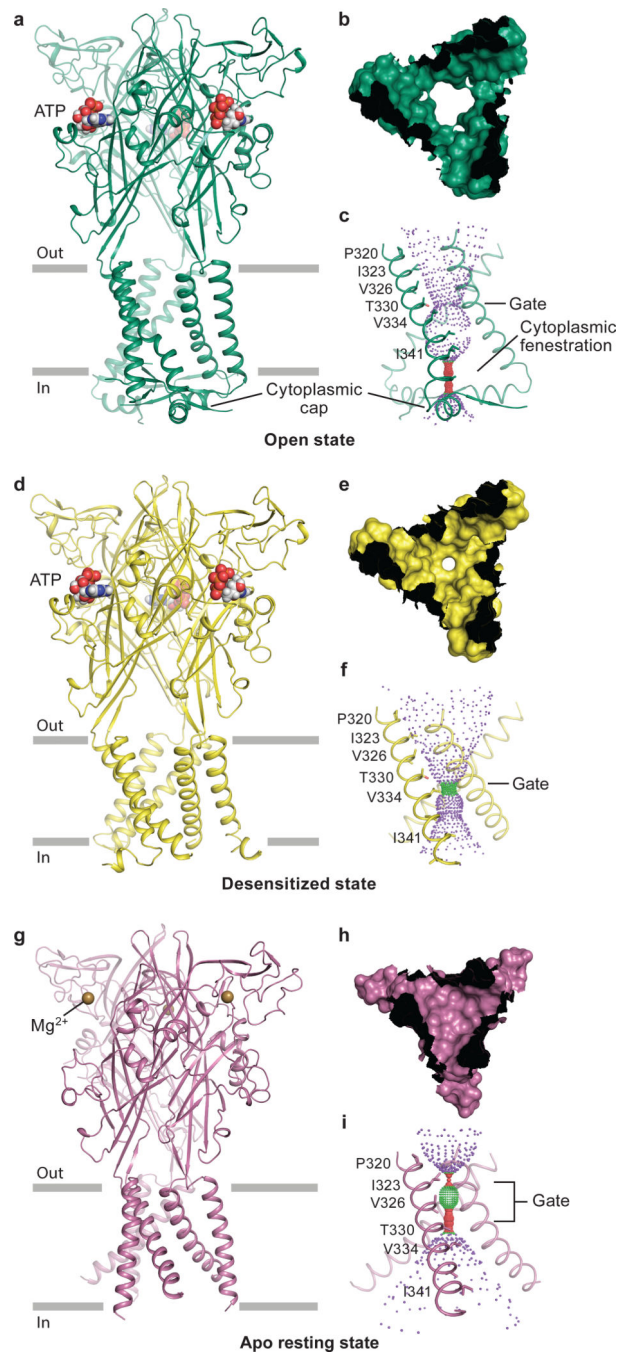 a
b
ATP
c
P320
I323
V326
T330
V334
I341
Gate
Cytoplasmic
fenestration
Out
In
Cytoplasmic
cap
Open state
d
e
ATP
f
P320
I323
V326
T330
V334
I341
Gate
Out
In
Desensitized state
g
h
Mg²⁺
i
P320
I323
V326
T330
V334
I341
Gate
Out
In
Apo resting state